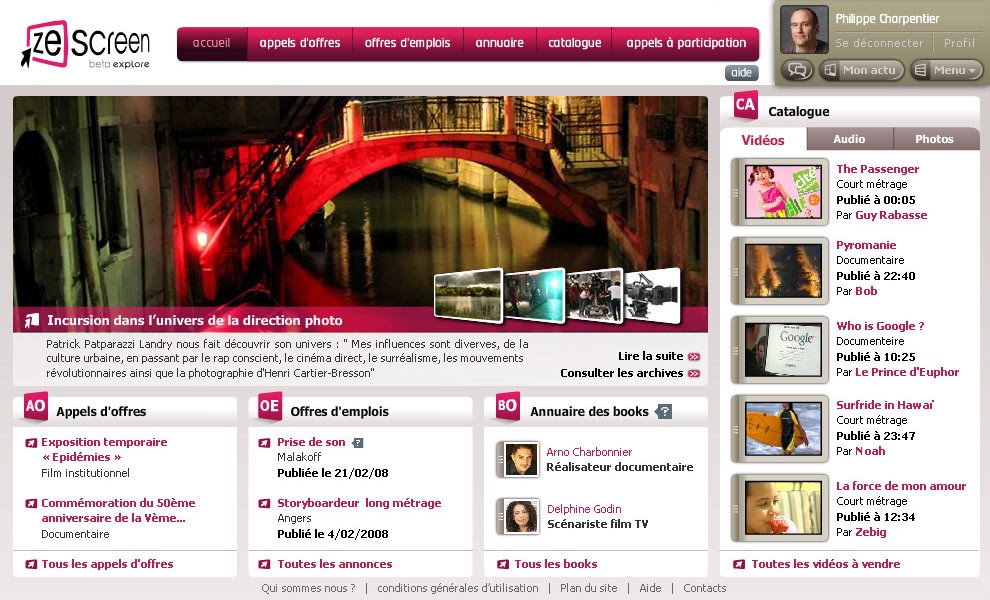 ze screen
beta explore
accueil
appels d'offres
offres d'emplois
annuaire
catalogue
appels à participation
aide
Philippe Charpentier
Se déconnecter
Profil
Mon actu
Menu
Incursion dans l'univers de la direction photo
Patrick Patparazzi Landry nous fait découvrir son univers : " Mes influences sont diverves, de la
culture urbaine, en passant par le rap conscient, le cinéma direct, le surréalisme, les mouvements
révolutionnaires ainsi que la photographie d'Henri Cartier-Bresson"
Lire la suite
Consulter les archives
AO
Appels d'offres
Exposition temporaire
« Epidémies »
Film institutionnel
Commémoration du 50ème
anniversaire de la Vème...
Documentaire
Tous les appels d'offres
OE
Offres d'emplois
Prise de son ?
Malakoff
Publiée le 21/02/08
Storyboardeur long métrage
Angers
Publié le 4/02/2008
Toutes les annonces
BO
Annuaire des books ?
Arno Charbonnier
Réalisateur documentaire
Delphine Godin
Scénariste film TV
Tous les books
CA
Catalogue
Vidéos
Audio
Photos
The Passenger
Court métrage
Publié à 00:05
Par Guy Rabasse
Pyromanie
Documentaire
Publié à 22:40
Par Bob
Google
Who is Google ?
Documenteire
Publié à 10:25
Par Le Prince d'Euphor
Surfride in Hawaï
Court métrage
Publié à 23:47
Par Noah
La force de mon amour
Court métrage
Publié à 12:34
Par Zebig
Toutes les vidéos à vendre
Qui sommes nous ? | conditions générales d'utilisation | Plan du site | Aide | Contacts